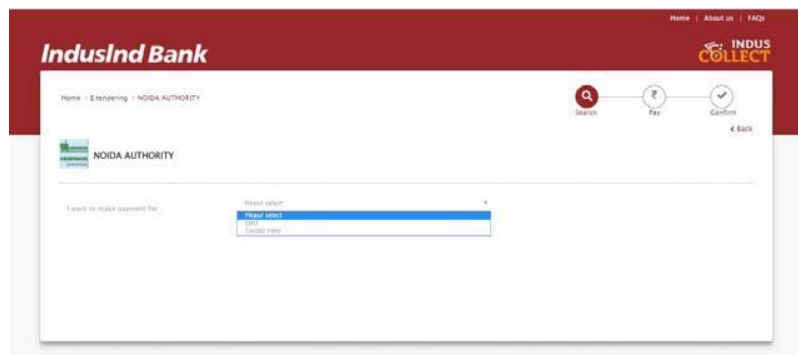 Home | About us | FAQs
IndusInd Bank
INDUS
COLLECT
Home › E-tendering › NOIDA AUTHORITY
Search
Pay
Confirm
‹ Back
NOIDA AUTHORITY
I want to make payment for
Please select
Please select
EMD
Tender Fees